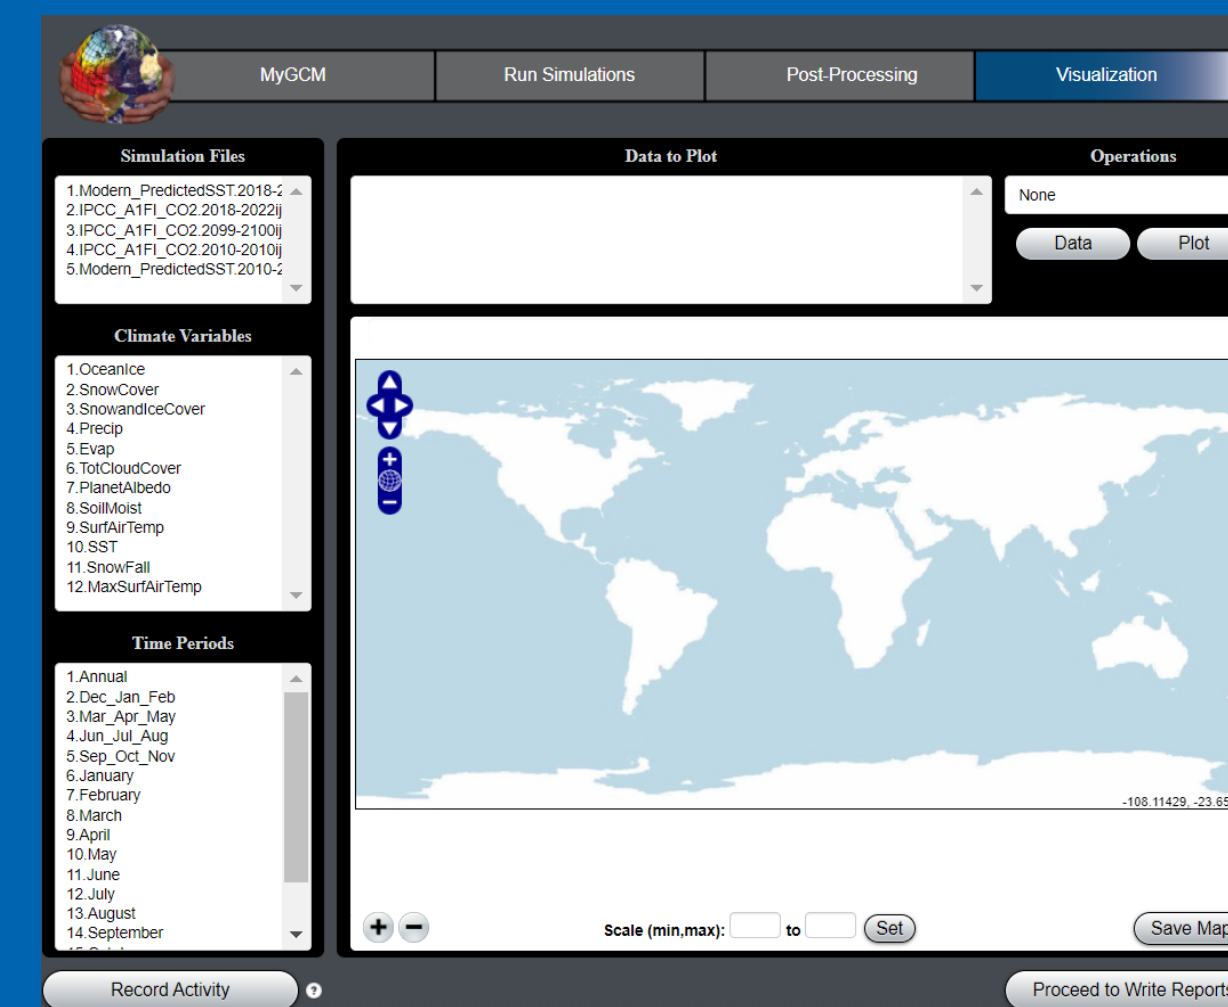 MyGCM
Run Simulations
Post-Processing
Visualization
Simulation Files
1.Modern_PredictedSST.2018-2
2.IPCC_A1FI_CO2.2018-2022ij
3.IPCC_A1FI_CO2.2099-2100ij
4.IPCC_A1FI_CO2.2010-2010ij
5.Modern_PredictedSST.2010-2
Climate Variables
1.OceanIce
2.SnowCover
3.SnowandIceCover
4.Precip
5.Evap
6.TotCloudCover
7.PlanetAlbedo
8.SoilMoist
9.SurfAirTemp
10.SST
11.SnowFall
12.MaxSurfAirTemp
Time Periods
1.Annual
2.Dec_Jan_Feb
3.Mar_Apr_May
4.Jun_Jul_Aug
5.Sep_Oct_Nov
6.January
7.February
8.March
9.April
10.May
11.June
12.July
13.August
14.September
Data to Plot
Operations
None
Data
Plot
-108.11429, -23.65
Scale (min,max):
to
Set
Save Map
Record Activity
?
Proceed to Write Reports